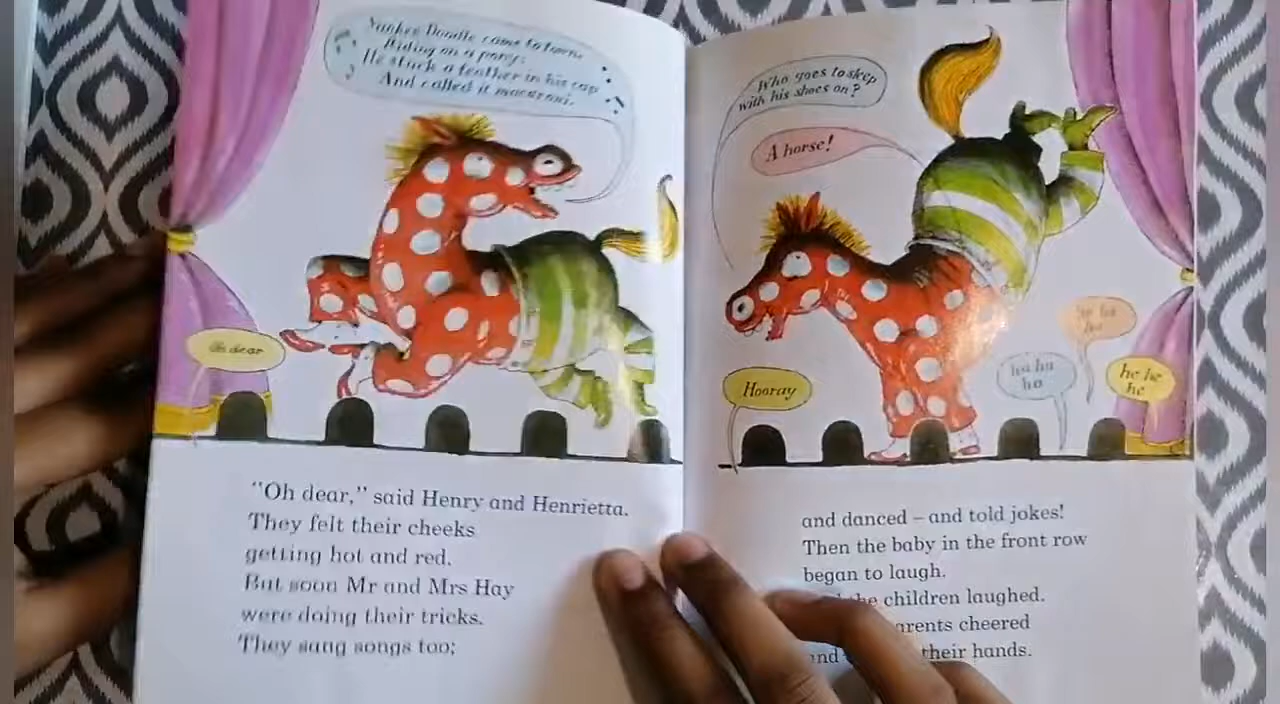 Yankee Doodle came to town,
Riding on a pony;
He stuck a feather in his cap
And called it macaroni.
Oh dear
"Oh dear," said Henry and Henrietta.
They felt their cheeks
getting hot and red.
But soon Mr and Mrs Hay
were doing their tricks.
They sang songs too;
Who goes to sleep
with his shoes on?
A horse!
Hooray
ha ha
ha
he he
he
and danced – and told jokes!
Then the baby in the front row
began to laugh.
the children laughed.
parents cheered
and their hands.